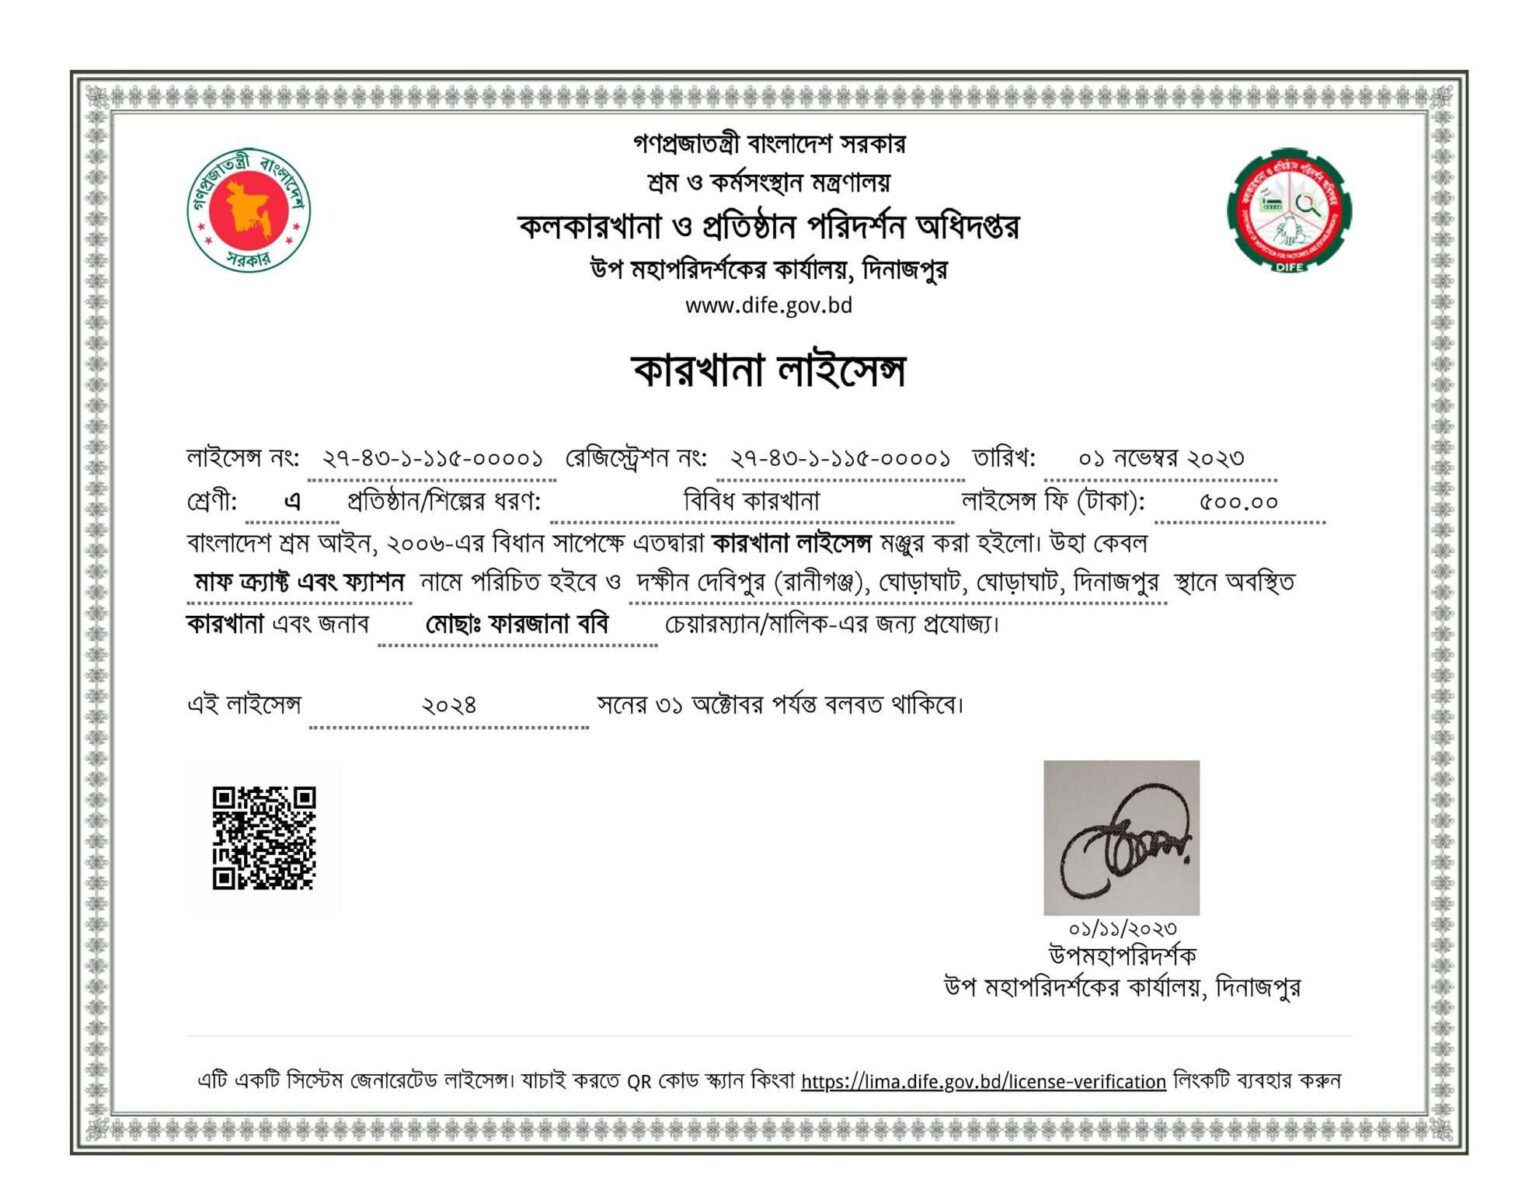 গণপ্রজাতন্ত্রী বাংলাদেশ সরকার
শ্রম ও কর্মসংস্থান মন্ত্রণালয়
কলকারখানা ও প্রতিষ্ঠান পরিদর্শন অধিদপ্তর
উপ মহাপরিদর্শকের কার্যালয়, দিনাজপুর
www.dife.gov.bd
গণপ্রজাতন্ত্রী বাংলাদেশ
সরকার
DIFE
কারখানা লাইসেন্স
লাইসেন্স নং: ২৭-৪৩-১-১১৫-০০০০১ রেজিস্ট্রেশন নং: ২৭-৪৩-১-১১৫-০০০০১ তারিখ: ০১ নভেম্বর ২০২৩
শ্রেণী: এ প্রতিষ্ঠান/শিল্পের ধরণ: বিবিধ কারখানা লাইসেন্স ফি (টাকা): ৫০০.০০
বাংলাদেশ শ্রম আইন, ২০০৬-এর বিধান সাপেক্ষে এতদ্বারা কারখানা লাইসেন্স মঞ্জুর করা হইলো। উহা কেবল
মাফ ক্র্যাফ্ট এবং ফ্যাশন নামে পরিচিত হইবে ও দক্ষীন দেবিপুর (রানীগঞ্জ), ঘোড়াঘাট, ঘোড়াঘাট, দিনাজপুর স্থানে অবস্থিত
কারখানা এবং জনাব মোছাঃ ফারজানা ববি চেয়ারম্যান/মালিক-এর জন্য প্রযোজ্য।
এই লাইসেন্স ২০২৪ সনের ৩১ অক্টোবর পর্যন্ত বলবত থাকিবে।
০১/১১/২০২৩
উপমহাপরিদর্শক
উপ মহাপরিদর্শকের কার্যালয়, দিনাজপুর
এটি একটি সিস্টেম জেনারেটেড লাইসেন্স। যাচাই করতে QR কোড স্ক্যান কিংবা https://lima.dife.gov.bd/license-verification লিংকটি ব্যবহার করুন